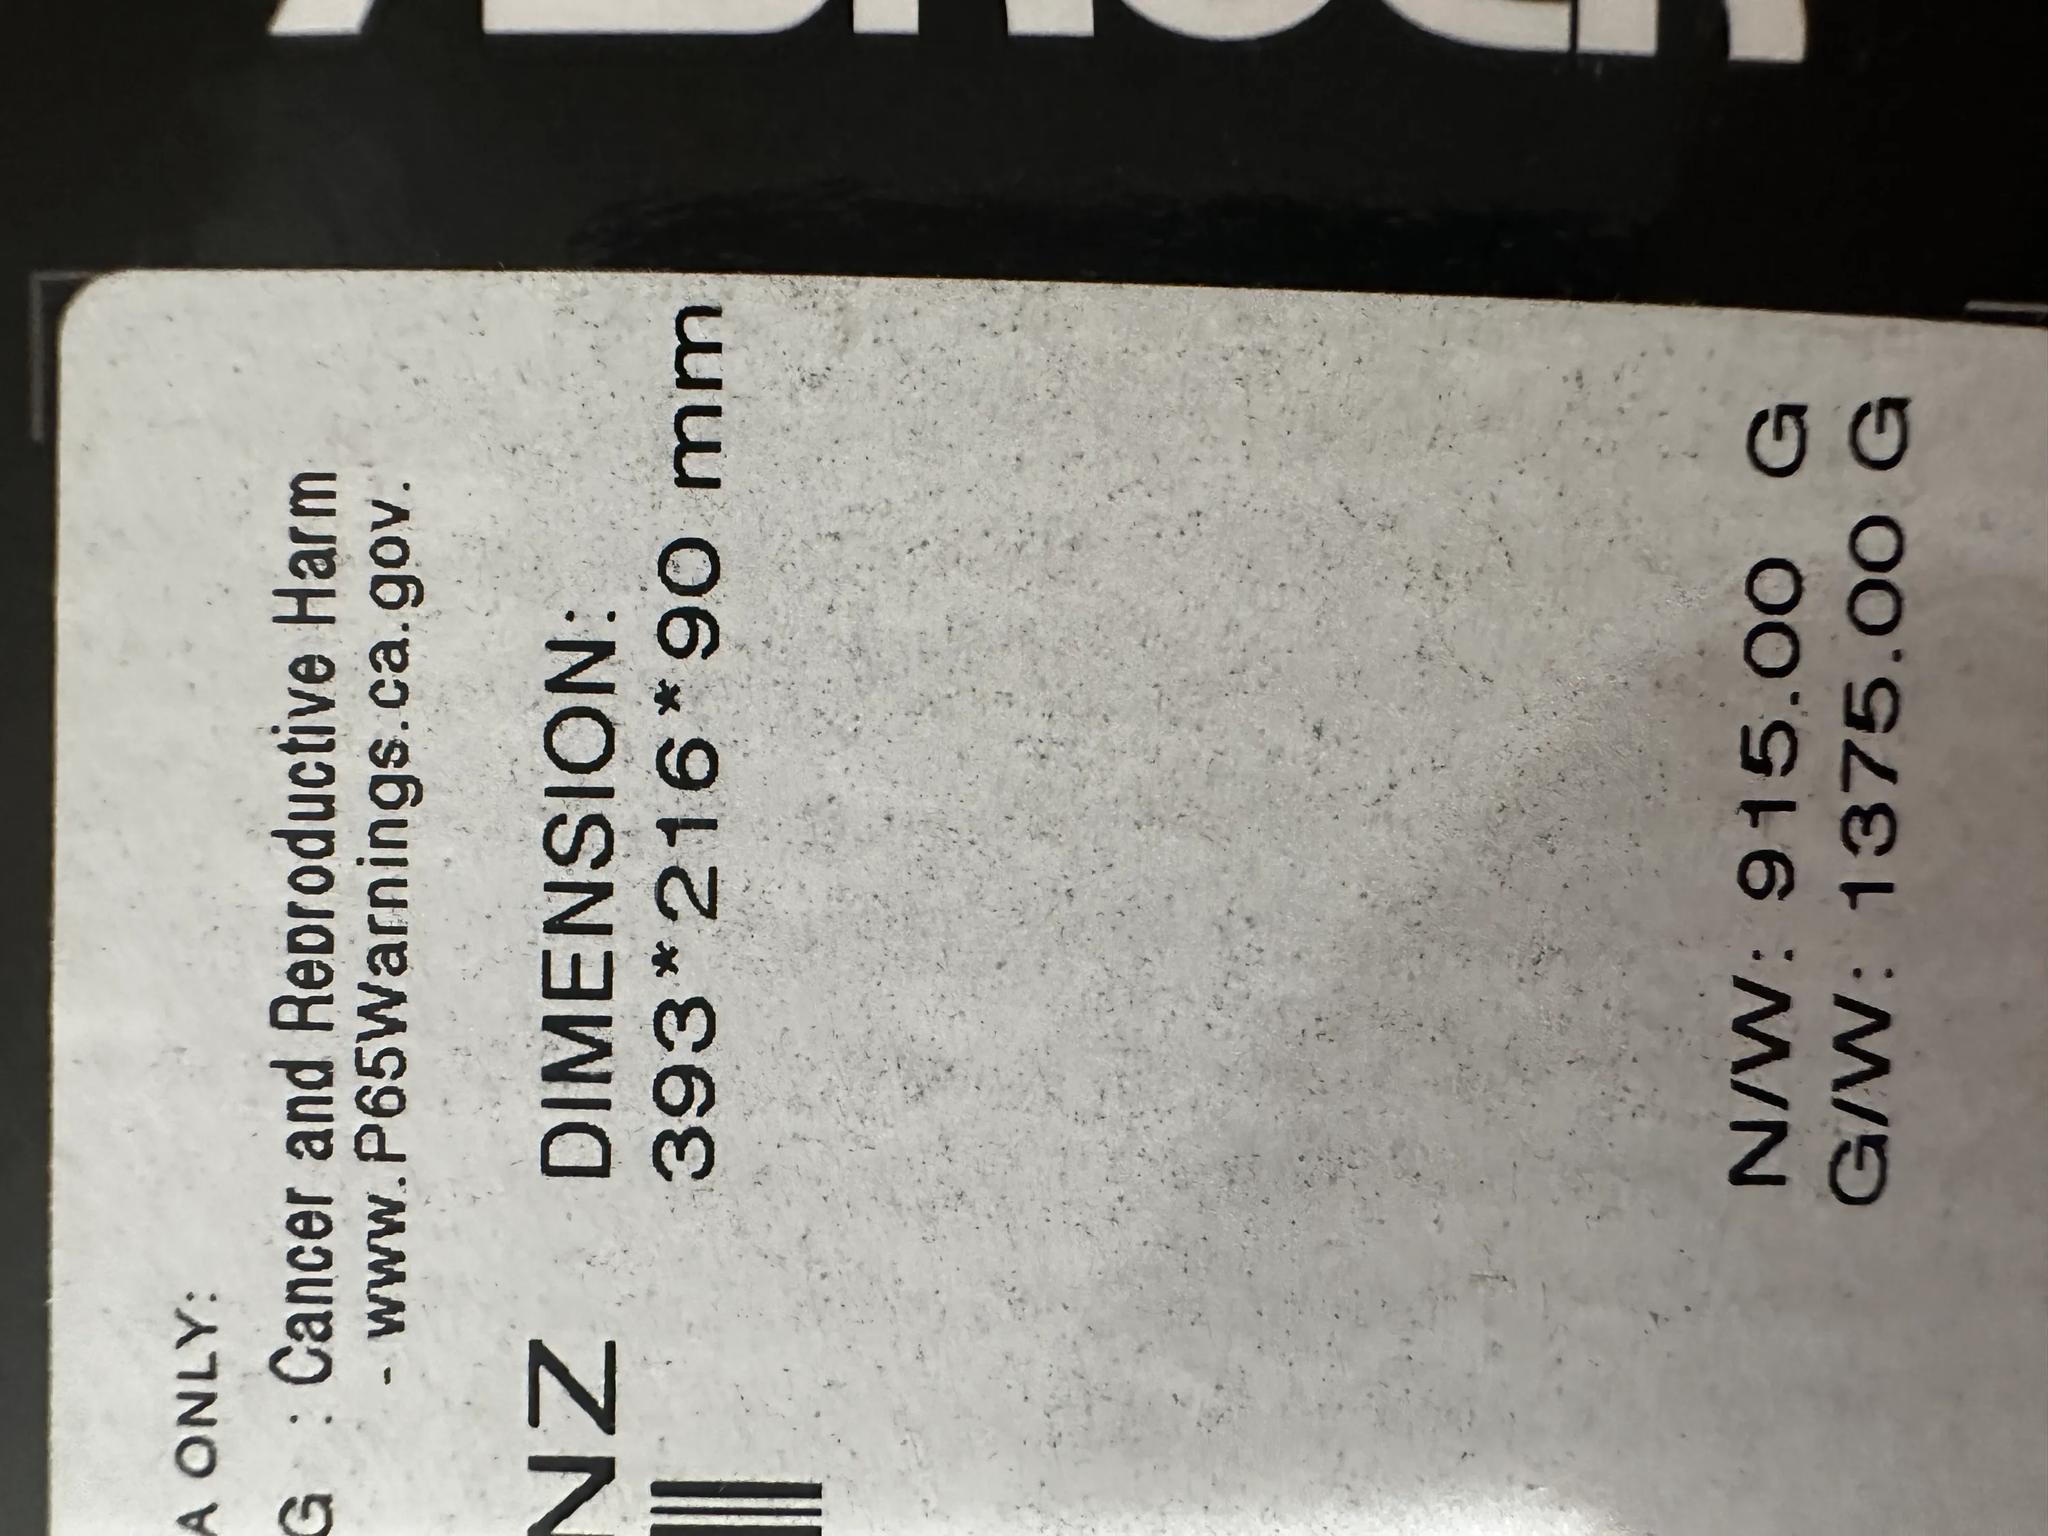 A ONLY:
G : Cancer and Reproductive Harm
- www.P65Warnings.ca.gov.
NZ
DIMENSION:
393*216*90 mm
N/W: 915.00 G
G/W: 1375.00 G